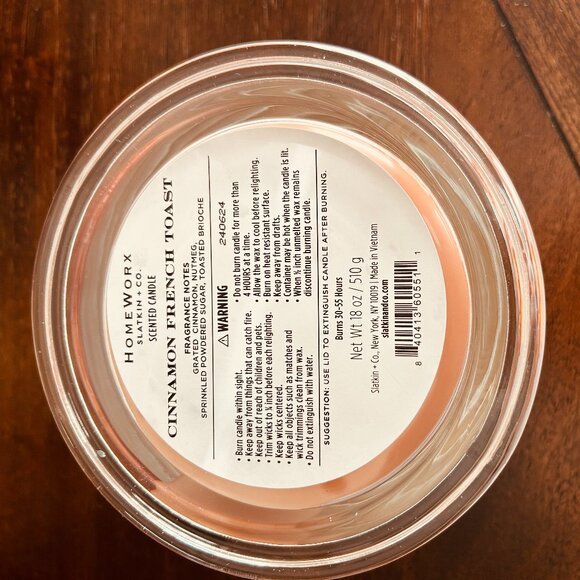 HOMEWORX
SLATKIN + CO.
SCENTED CANDLE
CINNAMON FRENCH TOAST
FRAGRANCE NOTES
GRATED CINNAMON, NUTMEG,
SPRINKLED POWDERED SUGAR, TOASTED BRIOCHE
⚠ WARNING
240624
• Burn candle within sight.
• Keep away from things that can catch fire.
• Keep out of reach of children and pets.
• Trim wicks to ¼ inch before each relighting.
• Keep wicks centered.
• Keep all objects such as matches and
wick trimmings clean from wax.
• Do not extinguish with water.
• Do not burn candle for more than
4 HOURS at a time.
• Allow the wax to cool before relighting.
• Burn on heat resistant surface.
• Keep away from drafts.
• Container may be hot when the candle is lit.
• When ½ inch unmelted wax remains
discontinue burning candle.
SUGGESTION: USE LID TO EXTINGUISH CANDLE AFTER BURNING.
Burns 30-55 Hours
Net Wt 18 oz / 510 g
Slatkin + Co., New York, NY 10019 | Made in Vietnam
slatkinandco.com
8 40413 60551 1